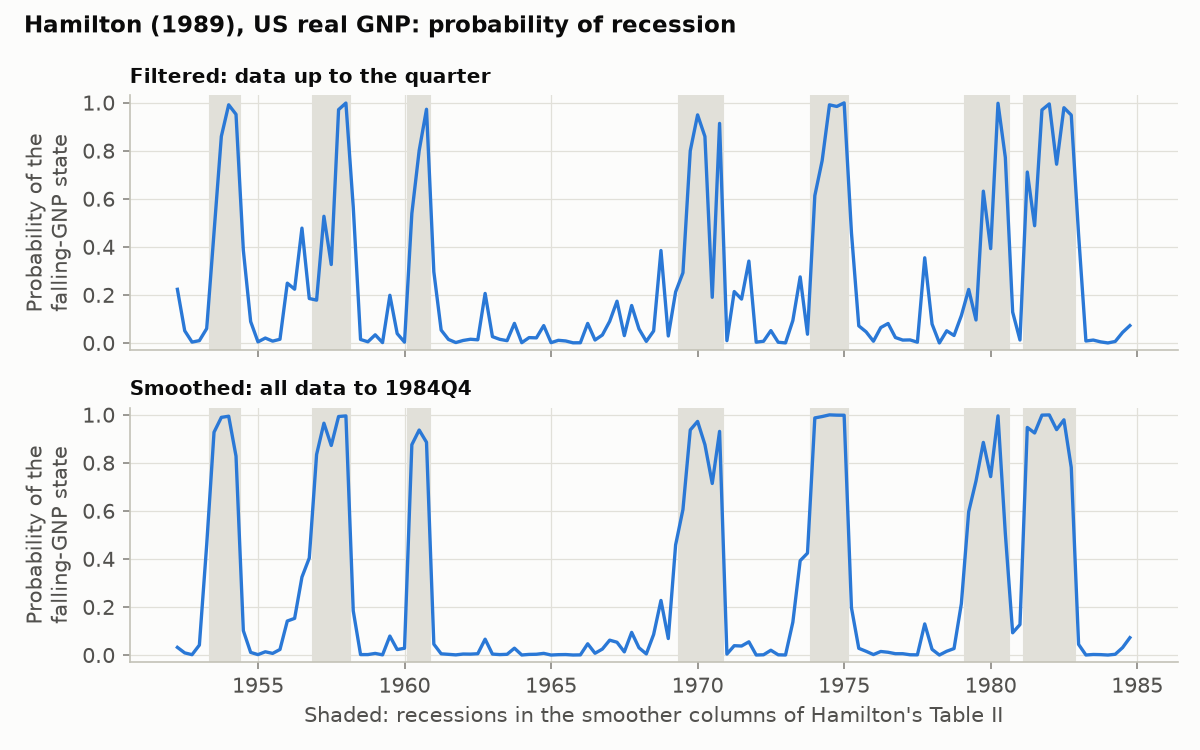 Hamilton (1989), US real GNP: probability of recession
Filtered: data up to the quarter
Probability of the
falling-GNP state
1.0
0.8
0.6
0.4
0.2
0.0
Smoothed: all data to 1984Q4
Probability of the
falling-GNP state
1.0
0.8
0.6
0.4
0.2
0.0
1955 1960 1965 1970 1975 1980 1985
Shaded: recessions in the smoother columns of Hamilton's Table II